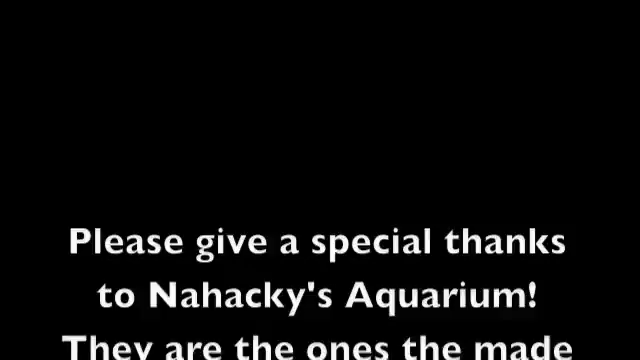 Please give a special thanks
to Nahacky's Aquarium!
They are the ones the made